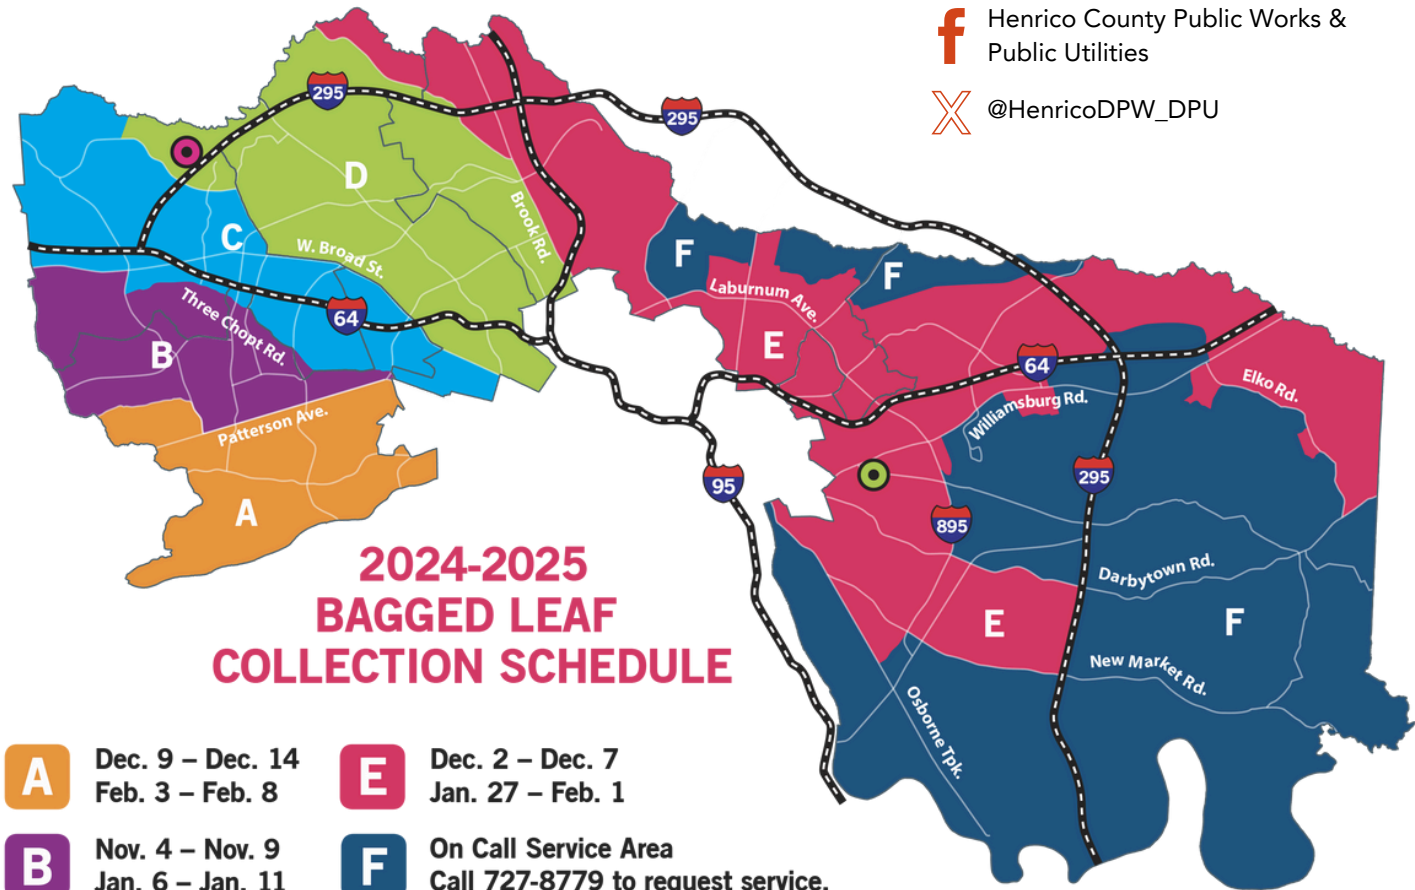 Henrico County Public Works &
Public Utilities
@HenricoDPW_DPU
295
295
D
C
Brook Rd.
W. Broad St.
F
F
Laburnum Ave.
Three Chopt Rd.
64
B
E
64
Elko Rd.
Williamsburg Rd.
Patterson Ave.
95
295
A
895
Darbytown Rd.
E
F
New Market Rd.
Osborne Tpk.
2024-2025
BAGGED LEAF
COLLECTION SCHEDULE
A
Dec. 9 – Dec. 14
Feb. 3 – Feb. 8
E
Dec. 2 – Dec. 7
Jan. 27 – Feb. 1
B
Nov. 4 – Nov. 9
Jan. 6 – Jan. 11
F
On Call Service Area
Call 727-8779 to request service.